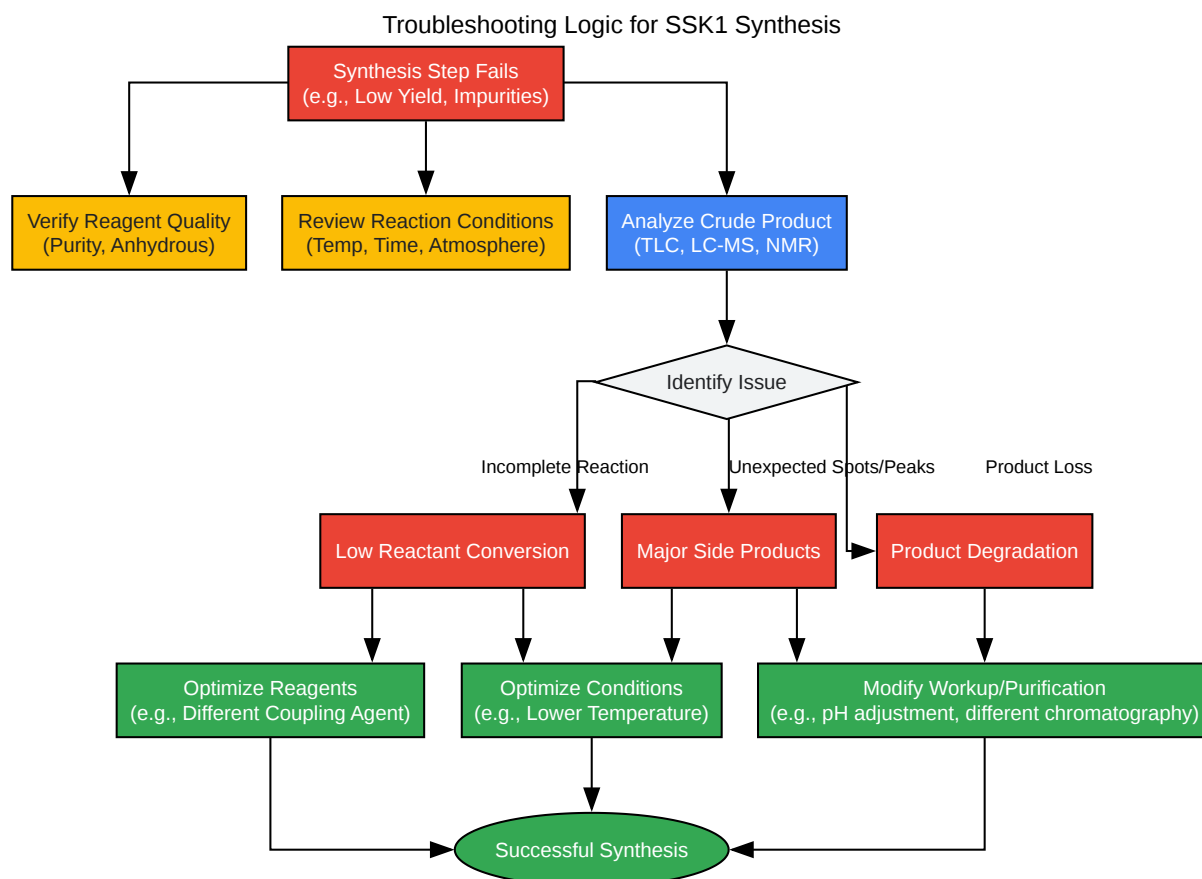 Troubleshooting Logic for SSK1 Synthesis
Synthesis Step Fails
(e.g., Low Yield, Impurities)
Verify Reagent Quality
(Purity, Anhydrous)
Review Reaction Conditions
(Temp, Time, Atmosphere)
Analyze Crude Product
(TLC, LC-MS, NMR)
Identify Issue
Incomplete Reaction
Unexpected Spots/Peaks
Product Loss
Low Reactant Conversion
Major Side Products
Product Degradation
Optimize Reagents
(e.g., Different Coupling Agent)
Optimize Conditions
(e.g., Lower Temperature)
Modify Workup/Purification
(e.g., pH adjustment, different chromatography)
Successful Synthesis